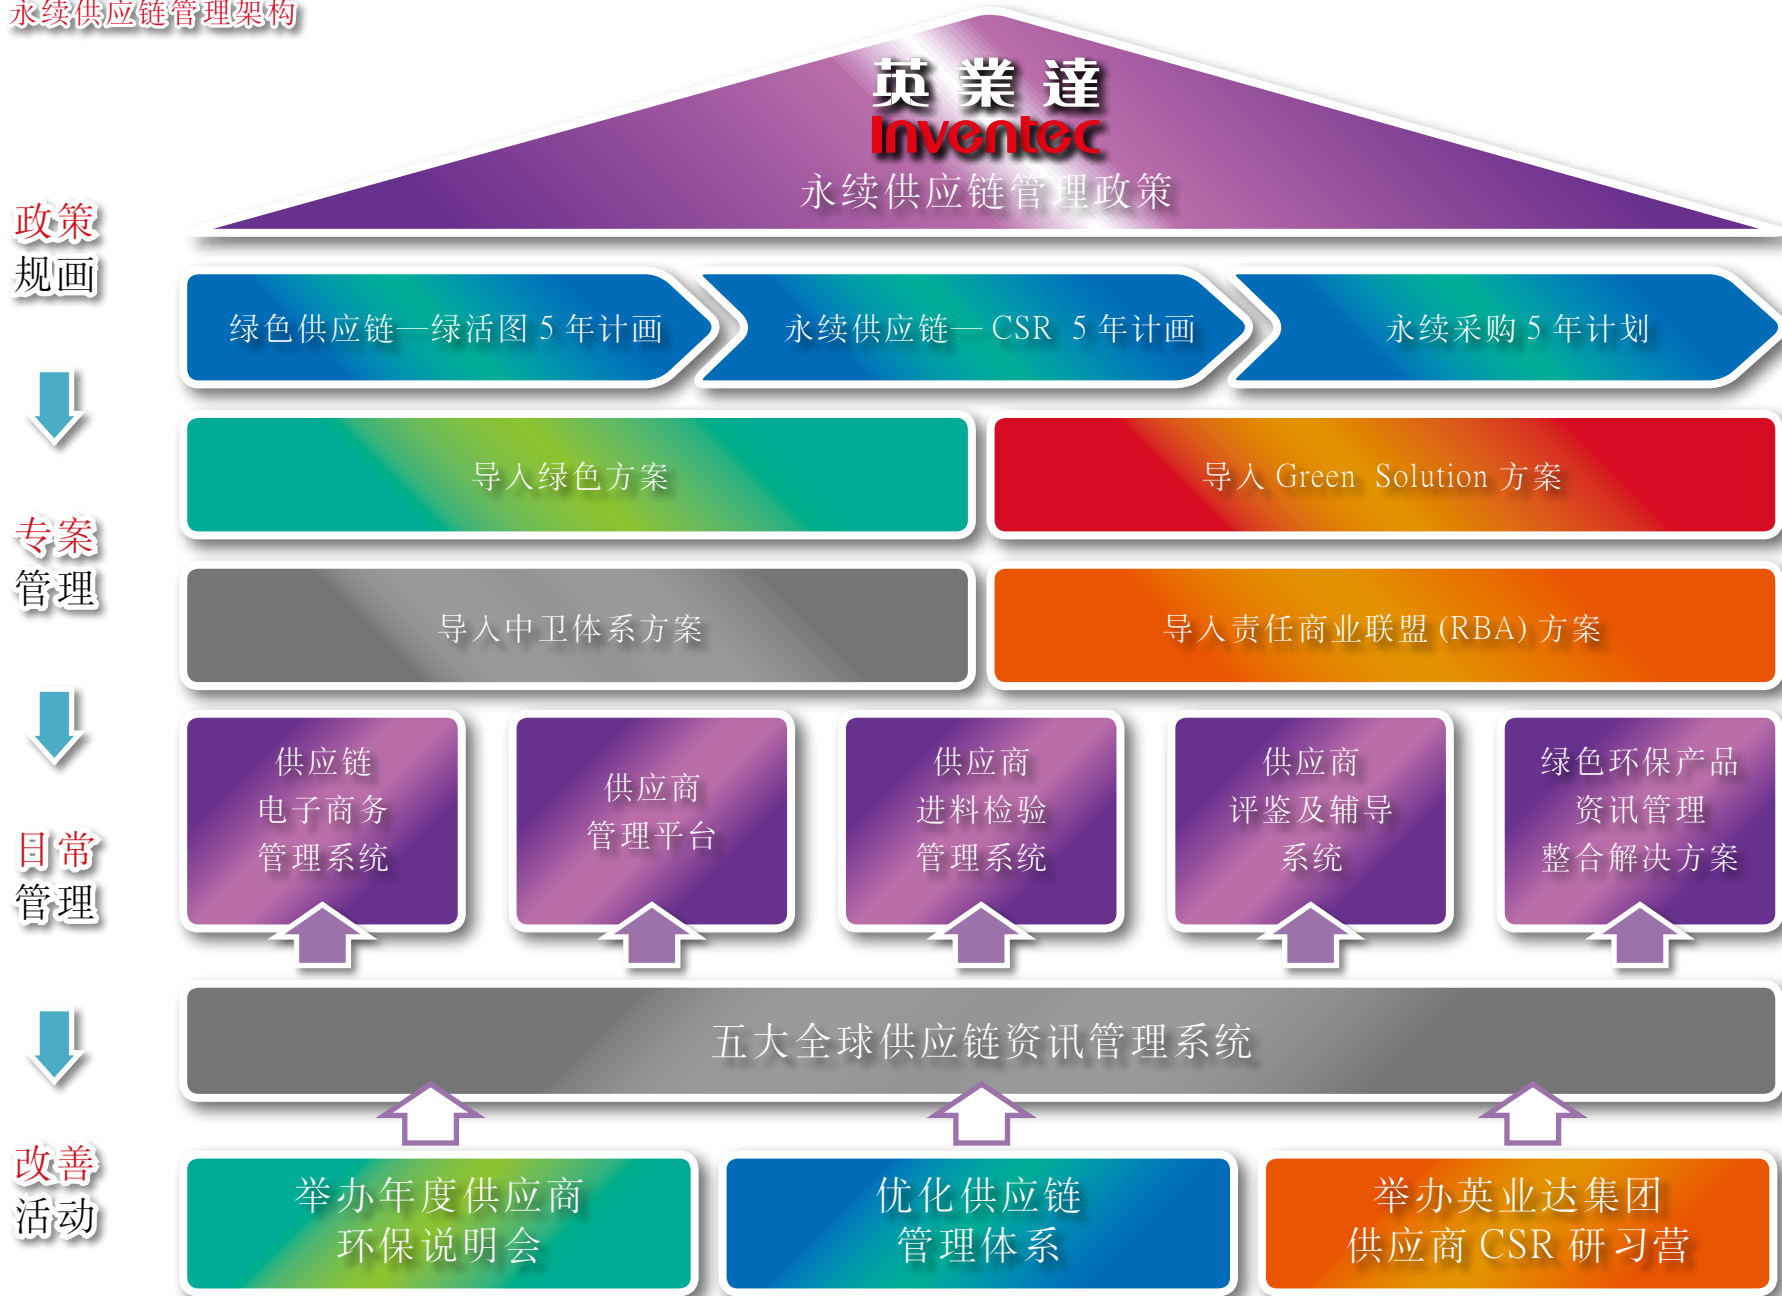 永续供应链管理架构
英業達
Inventec
永续供应链管理政策
政策
规画
绿色供应链—绿活图 5 年计画
永续供应链— CSR 5 年计画
永续采购 5 年计划
导入绿色方案
导入 Green Solution 方案
专案
管理
导入中卫体系方案
导入责任商业联盟 (RBA) 方案
日常
管理
供应链
电子商务
管理系统
供应商
管理平台
供应商
进料检验
管理系统
供应商
评鉴及辅导
系统
绿色环保产品
资讯管理
整合解决方案
五大全球供应链资讯管理系统
改善
活动
举办年度供应商
环保说明会
优化供应链
管理体系
举办英业达集团
供应商 CSR 研习营